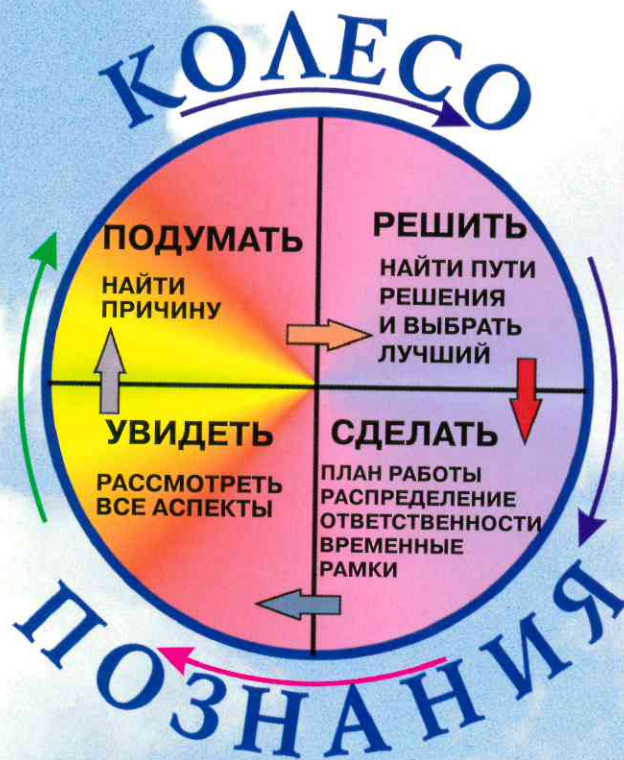 КОЛЕСО
ПОДУМАТЬ
НАЙТИ
ПРИЧИНУ
РЕШИТЬ
НАЙТИ ПУТИ
РЕШЕНИЯ
И ВЫБРАТЬ
ЛУЧШИЙ
УВИДЕТЬ
РАССМОТРЕТЬ
ВСЕ АСПЕКТЫ
СДЕЛАТЬ
ПЛАН РАБОТЫ
РАСПРЕДЕЛЕНИЕ
ОТВЕТСТВЕННОСТИ
ВРЕМЕННЫЕ
РАМКИ
ПОЗНАНИЯ